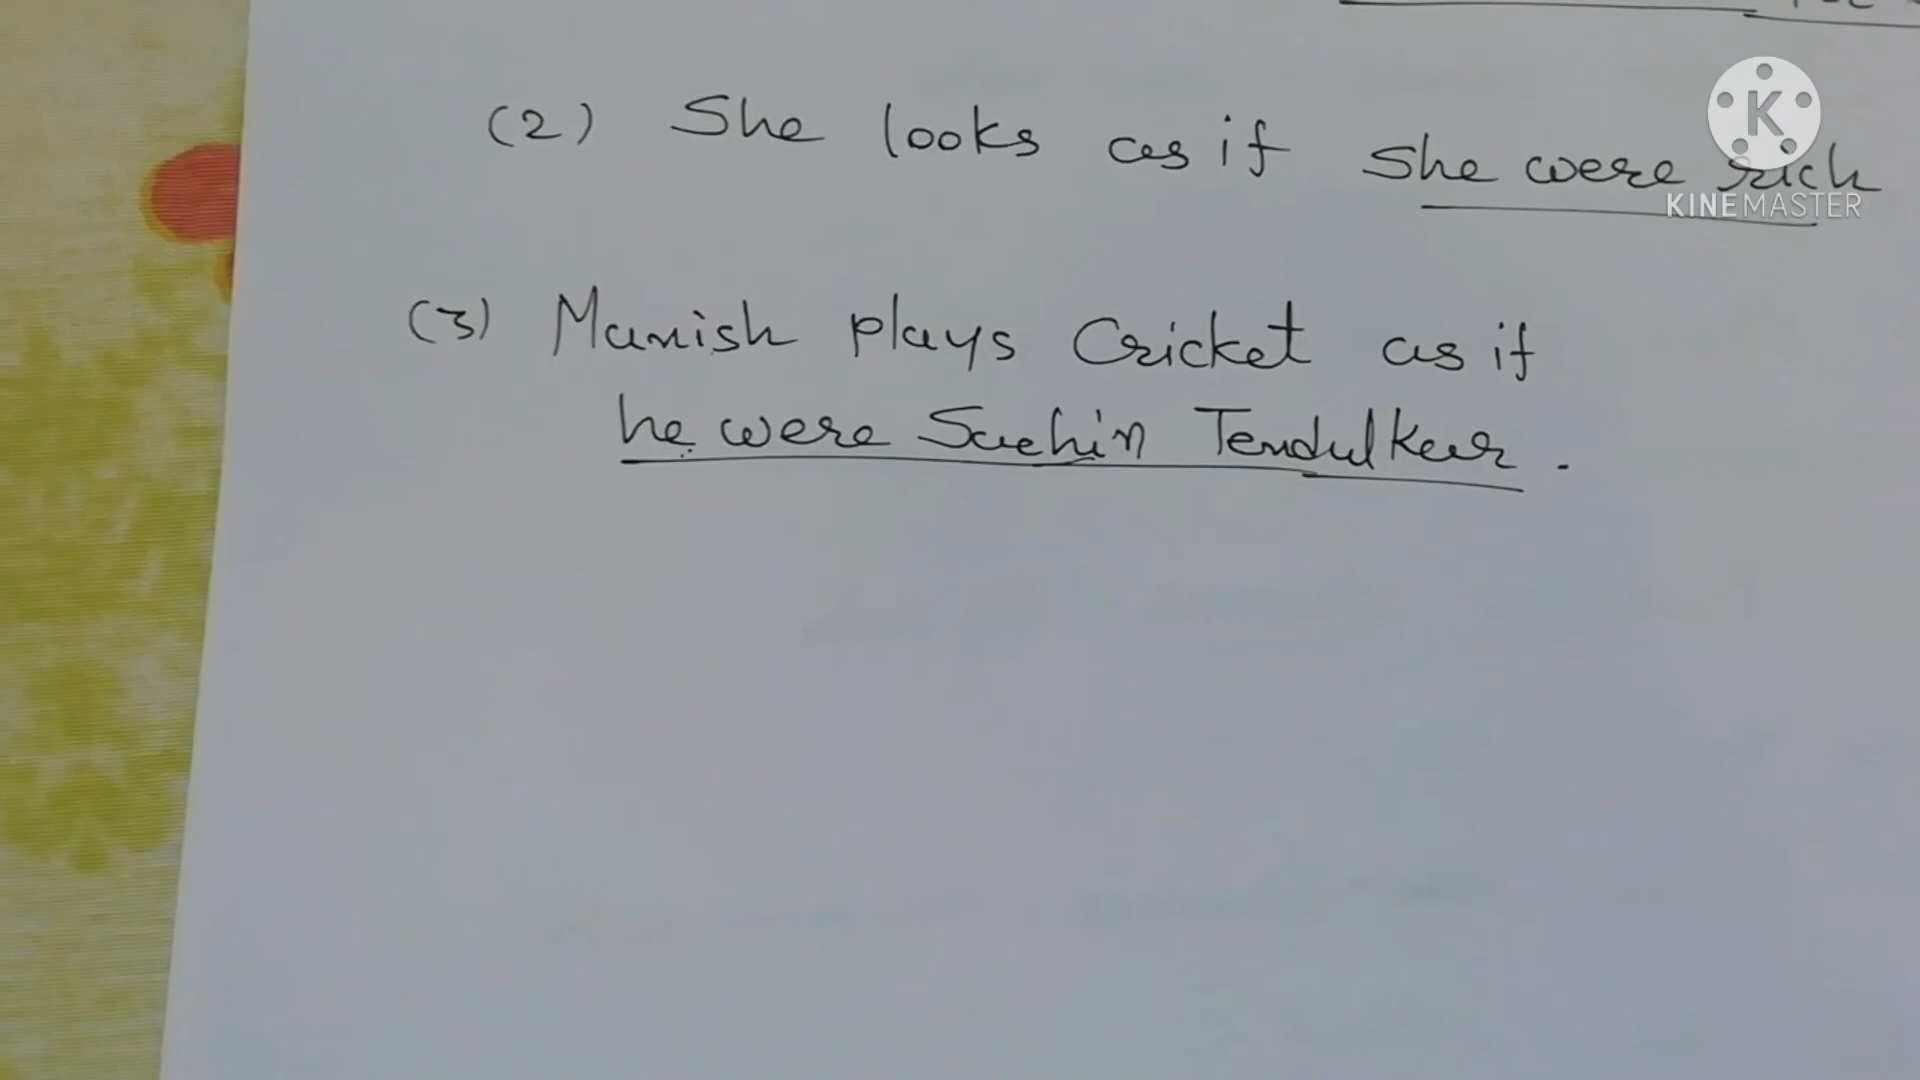 (2) She looks as if she were rich
KINEMASTER
(3) Manish plays Cricket as if
he were Sachin Tendulkar.